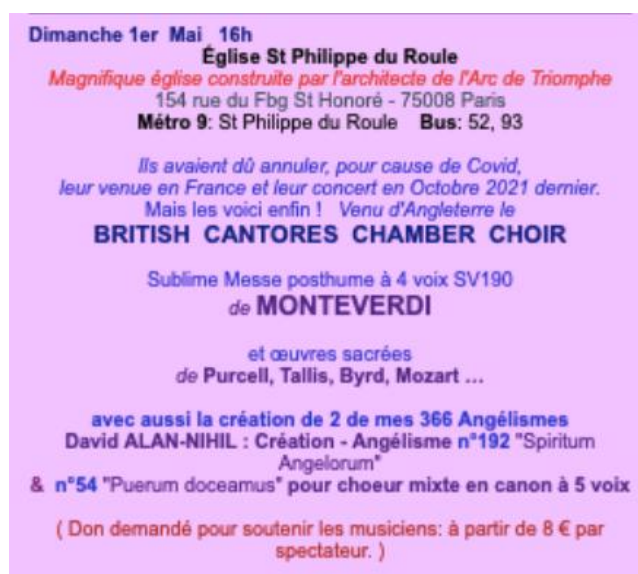 Dimanche 1er Mai 16h
Église St Philippe du Roule
Magnifique église construite par l'architecte de l'Arc de Triomphe
154 rue du Fbg St Honoré - 75008 Paris
Métro 9: St Philippe du Roule Bus: 52, 93
Ils avaient dû annuler, pour cause de Covid,
leur venue en France et leur concert en Octobre 2021 dernier.
Mais les voici enfin ! Venu d'Angleterre le
BRITISH CANTORES CHAMBER CHOIR
Sublime Messe posthume à 4 voix SV190
de MONTEVERDI
et œuvres sacrées
de Purcell, Tallis, Byrd, Mozart ...
avec aussi la création de 2 de mes 366 Angélismes
David ALAN-NIHIL : Création - Angélisme n°192 "Spiritum
Angelorum"
& n°54 "Puerum doceamus" pour choeur mixte en canon à 5 voix
( Don demandé pour soutenir les musiciens: à partir de 8 € par
spectateur. )